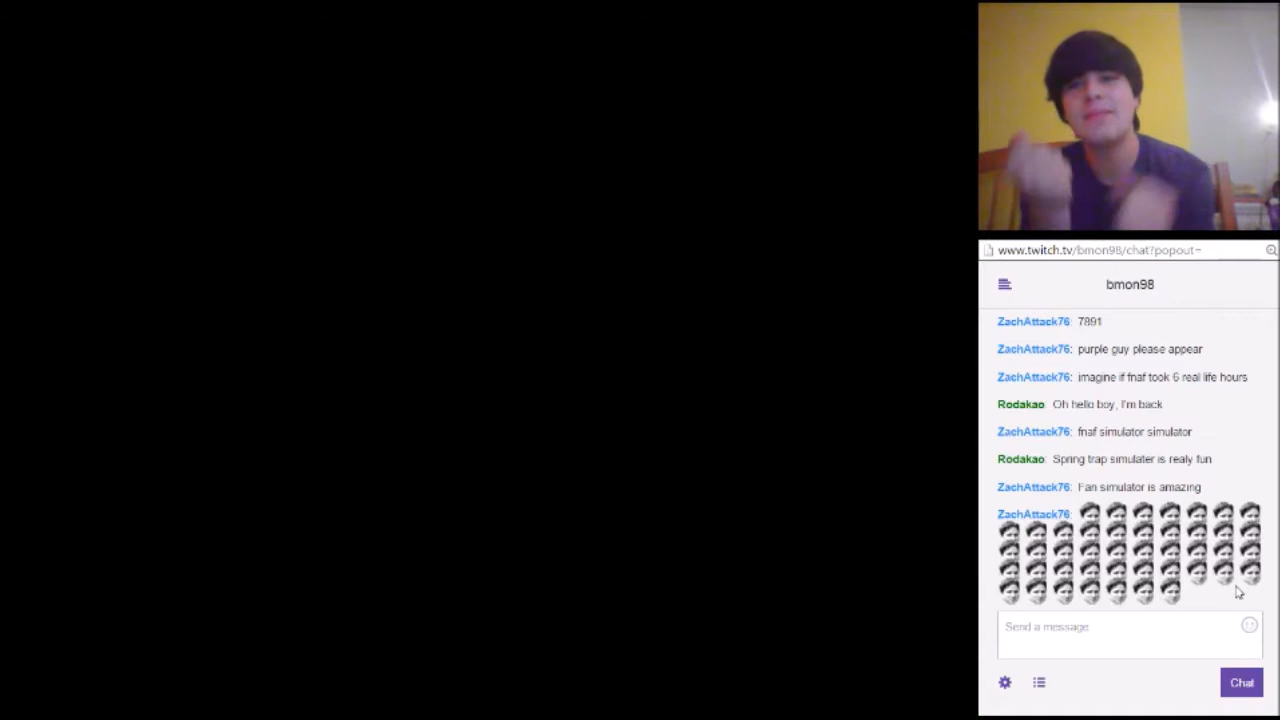 www.twitch.tv/bmon98/chat?popout=
bmon98
ZachAttack76: 7891
ZachAttack76: purple guy please appear
ZachAttack76: imagine if fnaf took 6 real life hours
Rodakao: Oh hello boy, I'm back
ZachAttack76: fnaf simulator simulator
Rodakao: Spring trap simulater is realy fun
ZachAttack76: Fan simulator is amazing
ZachAttack76:
Send a message
Chat